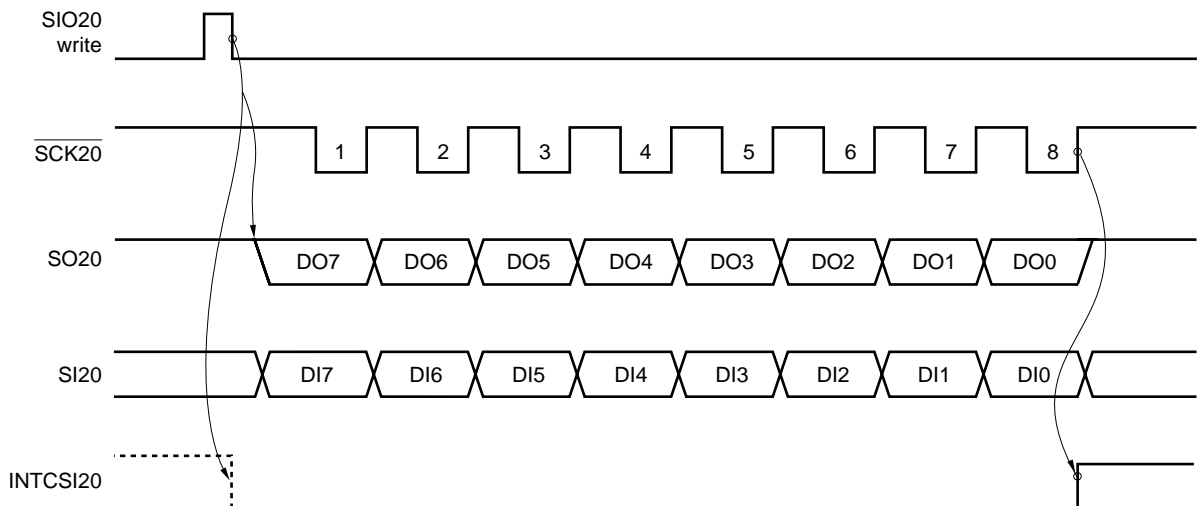 SIO20
write
SCK20
1 2 3 4 5 6 7 8
SO20
DO7 DO6 DO5 DO4 DO3 DO2 DO1 DO0
SI20
DI7 DI6 DI5 DI4 DI3 DI2 DI1 DI0
INTCSI20